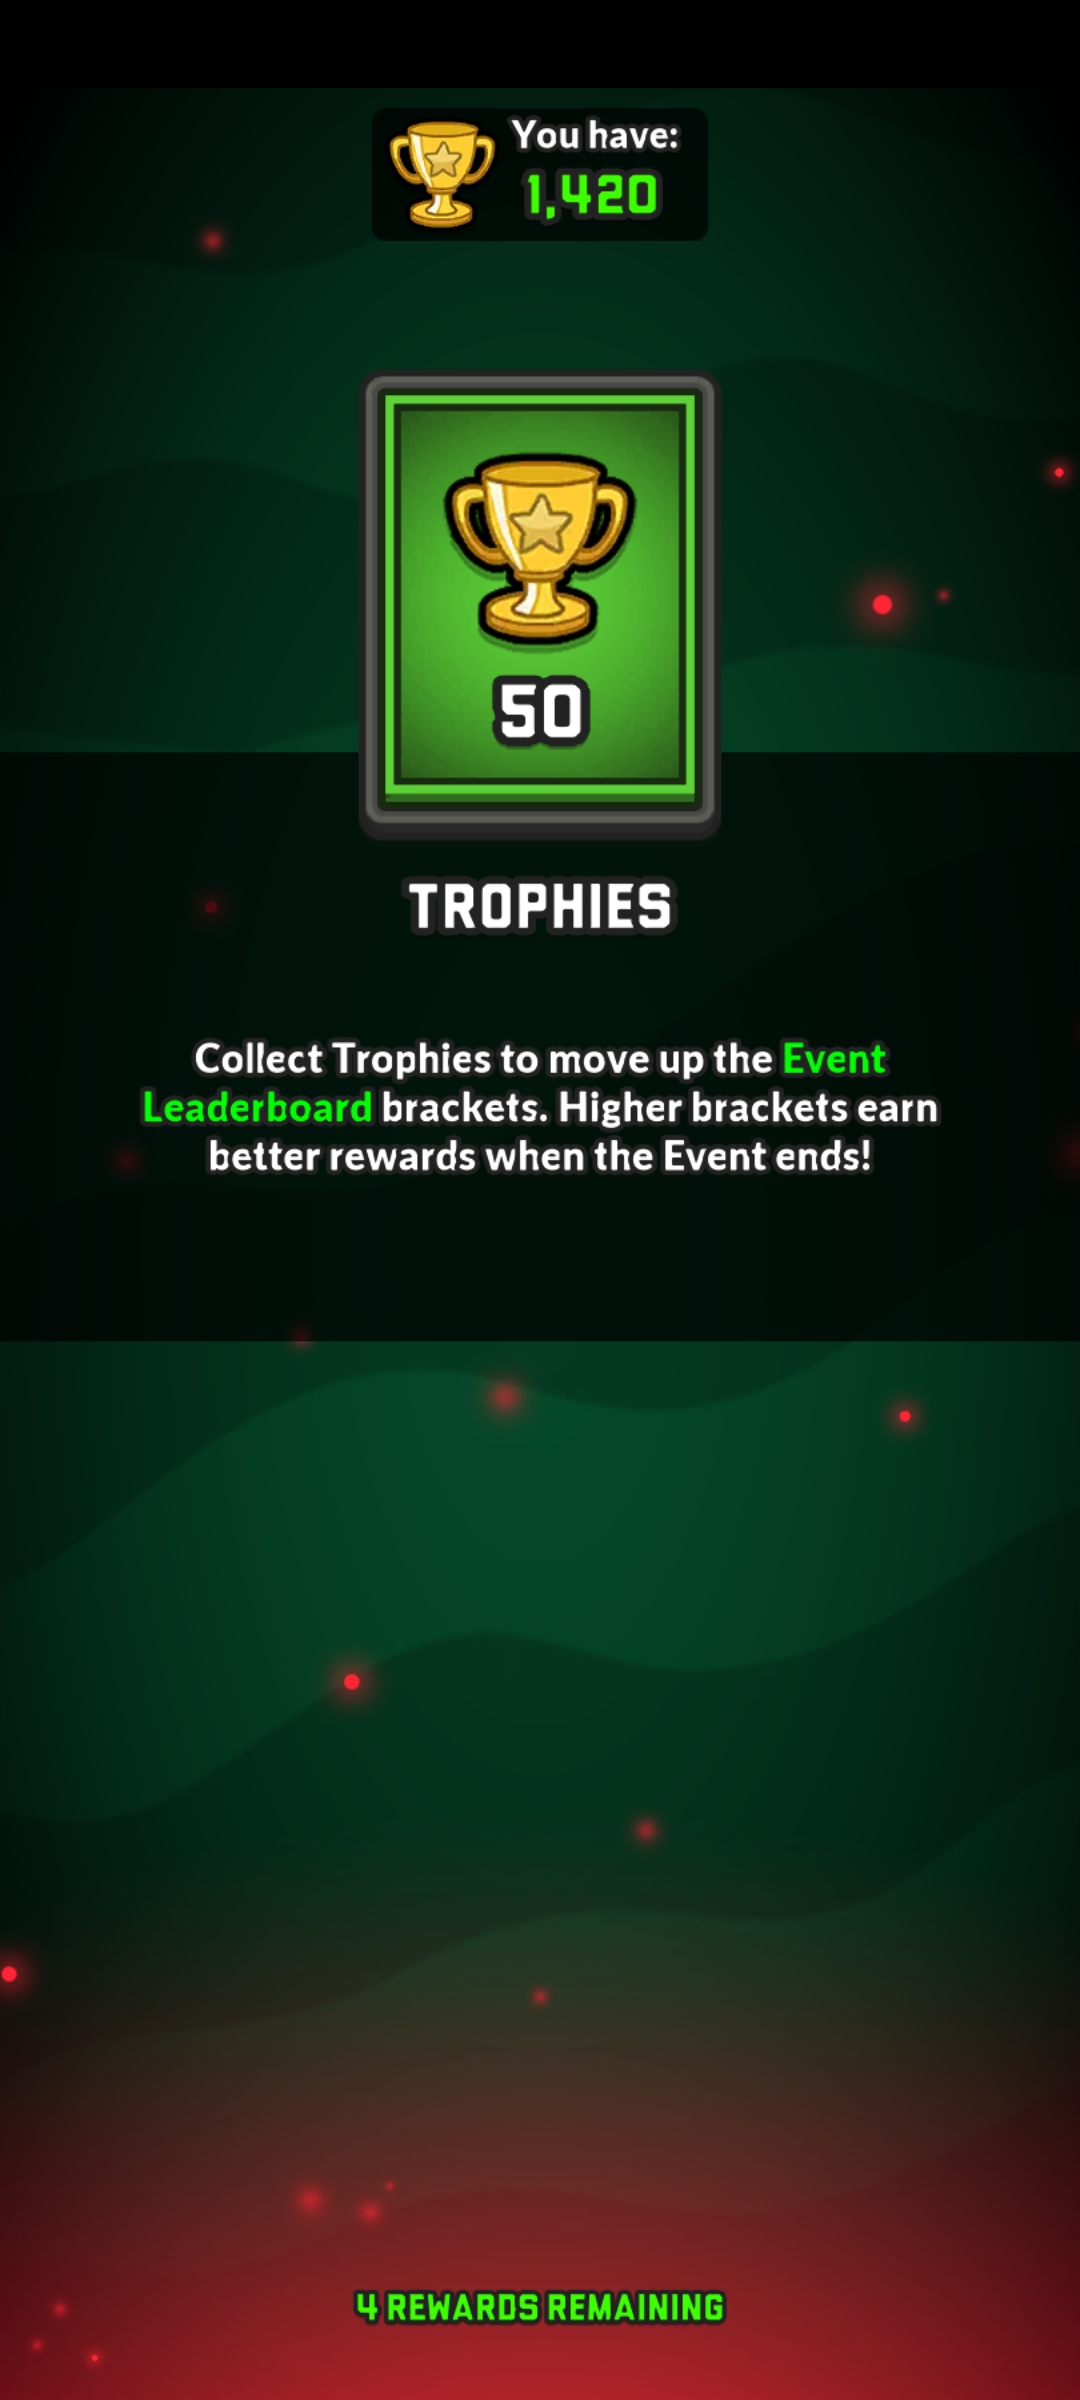 You have:
1,420
50
TROPHIES
Collect Trophies to move up the Event
Leaderboard brackets. Higher brackets earn
better rewards when the Event ends!
4 REWARDS REMAINING